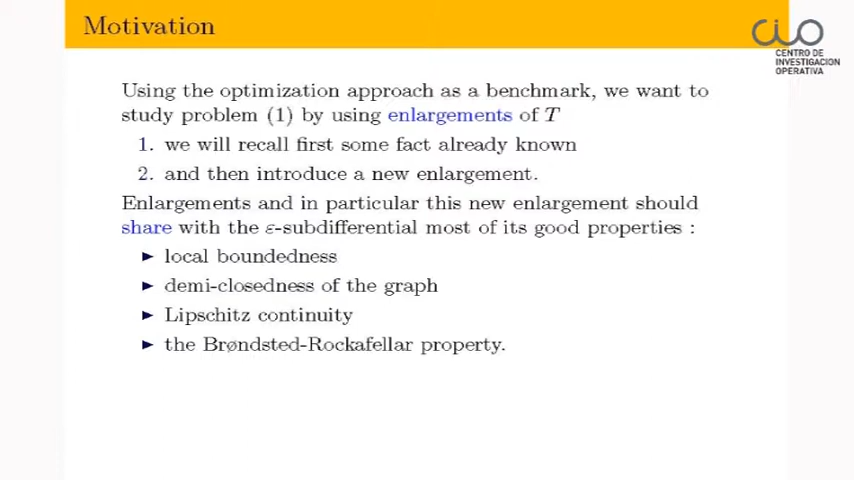 Motivation
CIO
CENTRO DE
INVESTIGACION
OPERATIVA
Using the optimization approach as a benchmark, we want to
study problem (1) by using enlargements of T
1. we will recall first some fact already known
2. and then introduce a new enlargement.
Enlargements and in particular this new enlargement should
share with the ε-subdifferential most of its good properties :
► local boundedness
► demi-closedness of the graph
► Lipschitz continuity
► the Brøndsted-Rockafellar property.